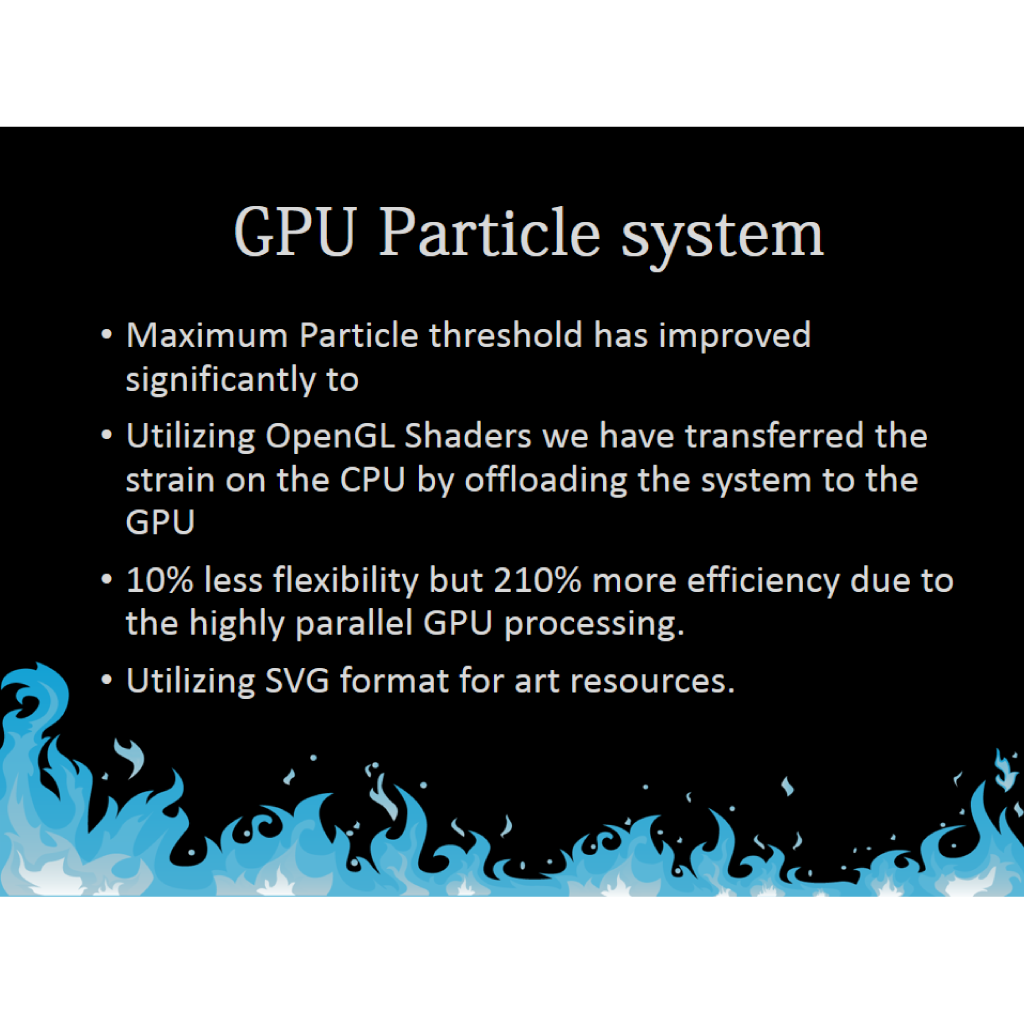 GPU Particle system
• Maximum Particle threshold has improved
significantly to
• Utilizing OpenGL Shaders we have transferred the
strain on the CPU by offloading the system to the
GPU
• 10% less flexibility but 210% more efficiency due to
the highly parallel GPU processing.
• Utilizing SVG format for art resources.